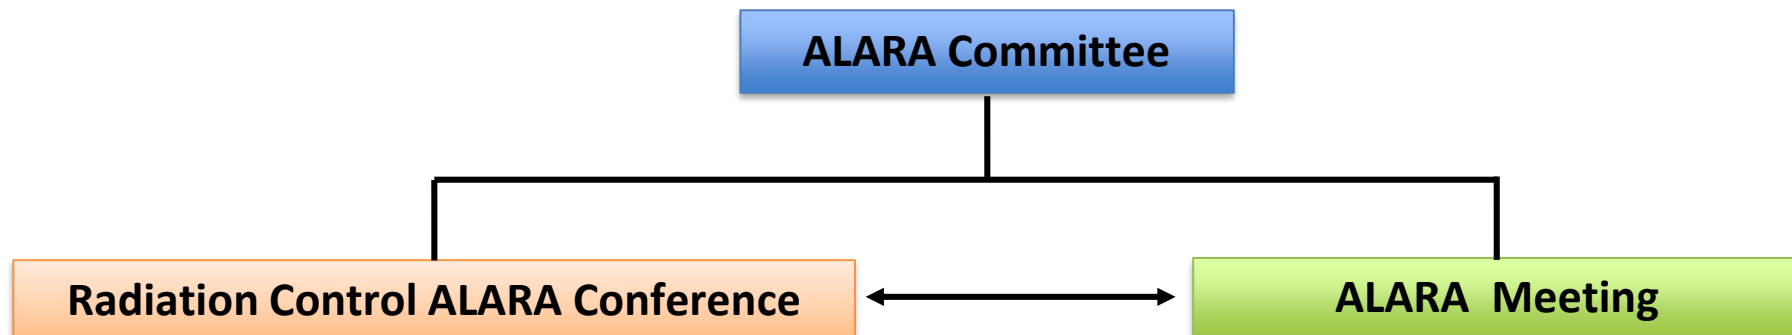 ALARA Committee
Radiation Control ALARA Conference
ALARA Meeting